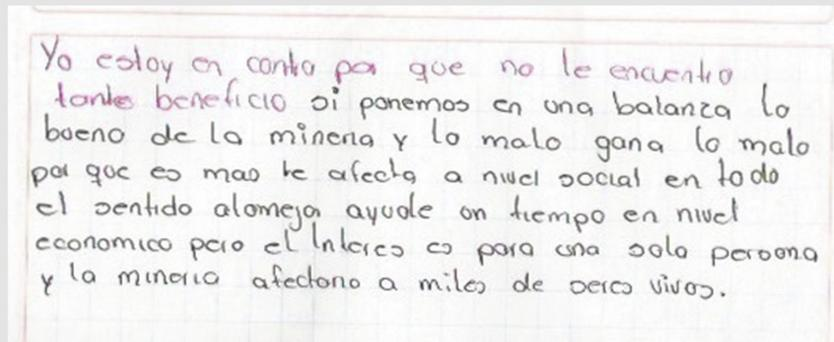 Yo estoy en contra por que no le encuentro
tanto beneficio si ponemos en una balanza lo
bueno de la mineria y lo malo gana lo malo
por que es mas te afecta a nivel social en todo
el sentido alomejor ayude un tiempo en nivel
economico pero el Interes es para una sola persona
y la mineria afectario a miles de seres vivos.